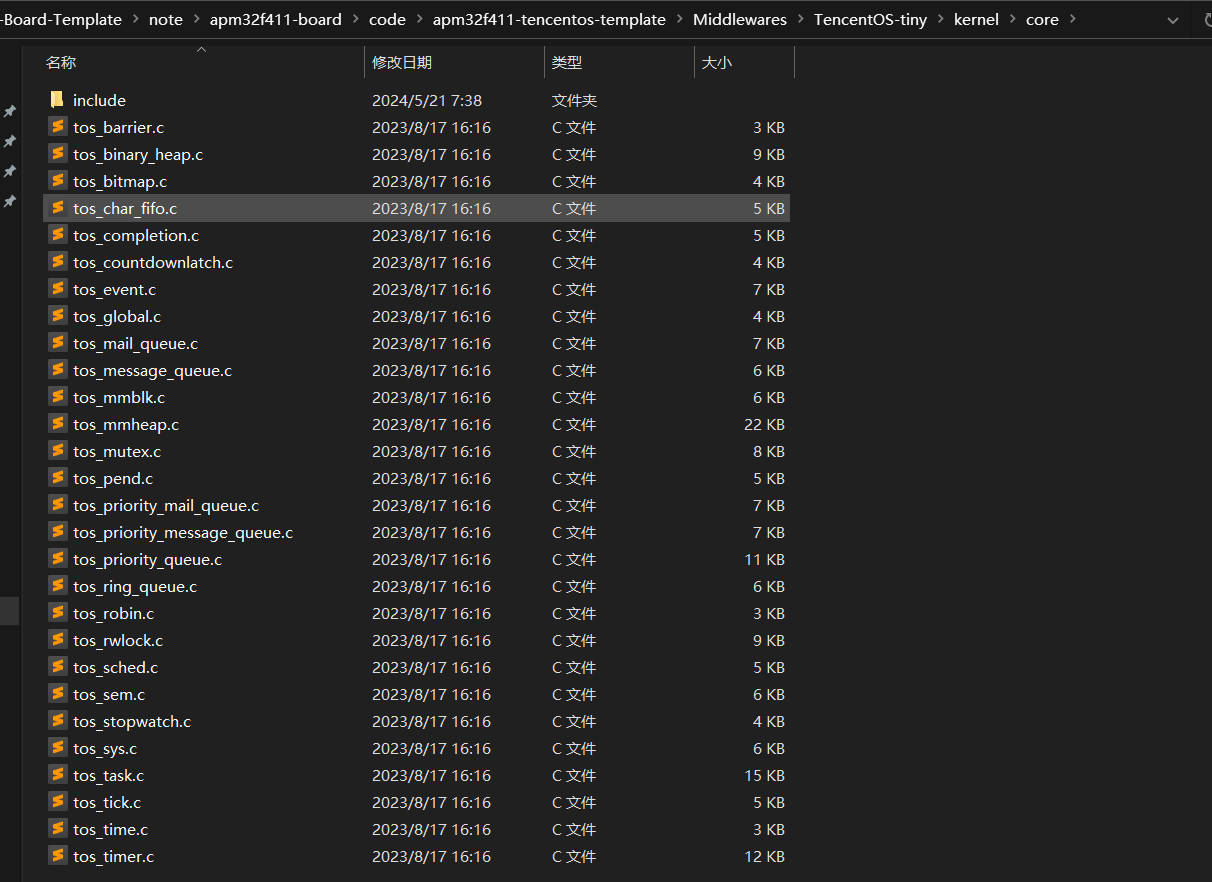 -Board-Template > note > apm32f411-board > code > apm32f411-tencentos-template > Middlewares > TencentOS-tiny > kernel > core >
名称 修改日期 类型 大小
include 2024/5/21 7:38 文件夹
tos_barrier.c 2023/8/17 16:16 C 文件 3 KB
tos_binary_heap.c 2023/8/17 16:16 C 文件 9 KB
tos_bitmap.c 2023/8/17 16:16 C 文件 4 KB
tos_char_fifo.c 2023/8/17 16:16 C 文件 5 KB
tos_completion.c 2023/8/17 16:16 C 文件 5 KB
tos_countdownlatch.c 2023/8/17 16:16 C 文件 4 KB
tos_event.c 2023/8/17 16:16 C 文件 7 KB
tos_global.c 2023/8/17 16:16 C 文件 4 KB
tos_mail_queue.c 2023/8/17 16:16 C 文件 7 KB
tos_message_queue.c 2023/8/17 16:16 C 文件 6 KB
tos_mmblk.c 2023/8/17 16:16 C 文件 6 KB
tos_mmheap.c 2023/8/17 16:16 C 文件 22 KB
tos_mutex.c 2023/8/17 16:16 C 文件 8 KB
tos_pend.c 2023/8/17 16:16 C 文件 5 KB
tos_priority_mail_queue.c 2023/8/17 16:16 C 文件 7 KB
tos_priority_message_queue.c 2023/8/17 16:16 C 文件 7 KB
tos_priority_queue.c 2023/8/17 16:16 C 文件 11 KB
tos_ring_queue.c 2023/8/17 16:16 C 文件 6 KB
tos_robin.c 2023/8/17 16:16 C 文件 3 KB
tos_rwlock.c 2023/8/17 16:16 C 文件 9 KB
tos_sched.c 2023/8/17 16:16 C 文件 5 KB
tos_sem.c 2023/8/17 16:16 C 文件 6 KB
tos_stopwatch.c 2023/8/17 16:16 C 文件 4 KB
tos_sys.c 2023/8/17 16:16 C 文件 6 KB
tos_task.c 2023/8/17 16:16 C 文件 15 KB
tos_tick.c 2023/8/17 16:16 C 文件 5 KB
tos_time.c 2023/8/17 16:16 C 文件 3 KB
tos_timer.c 2023/8/17 16:16 C 文件 12 KB